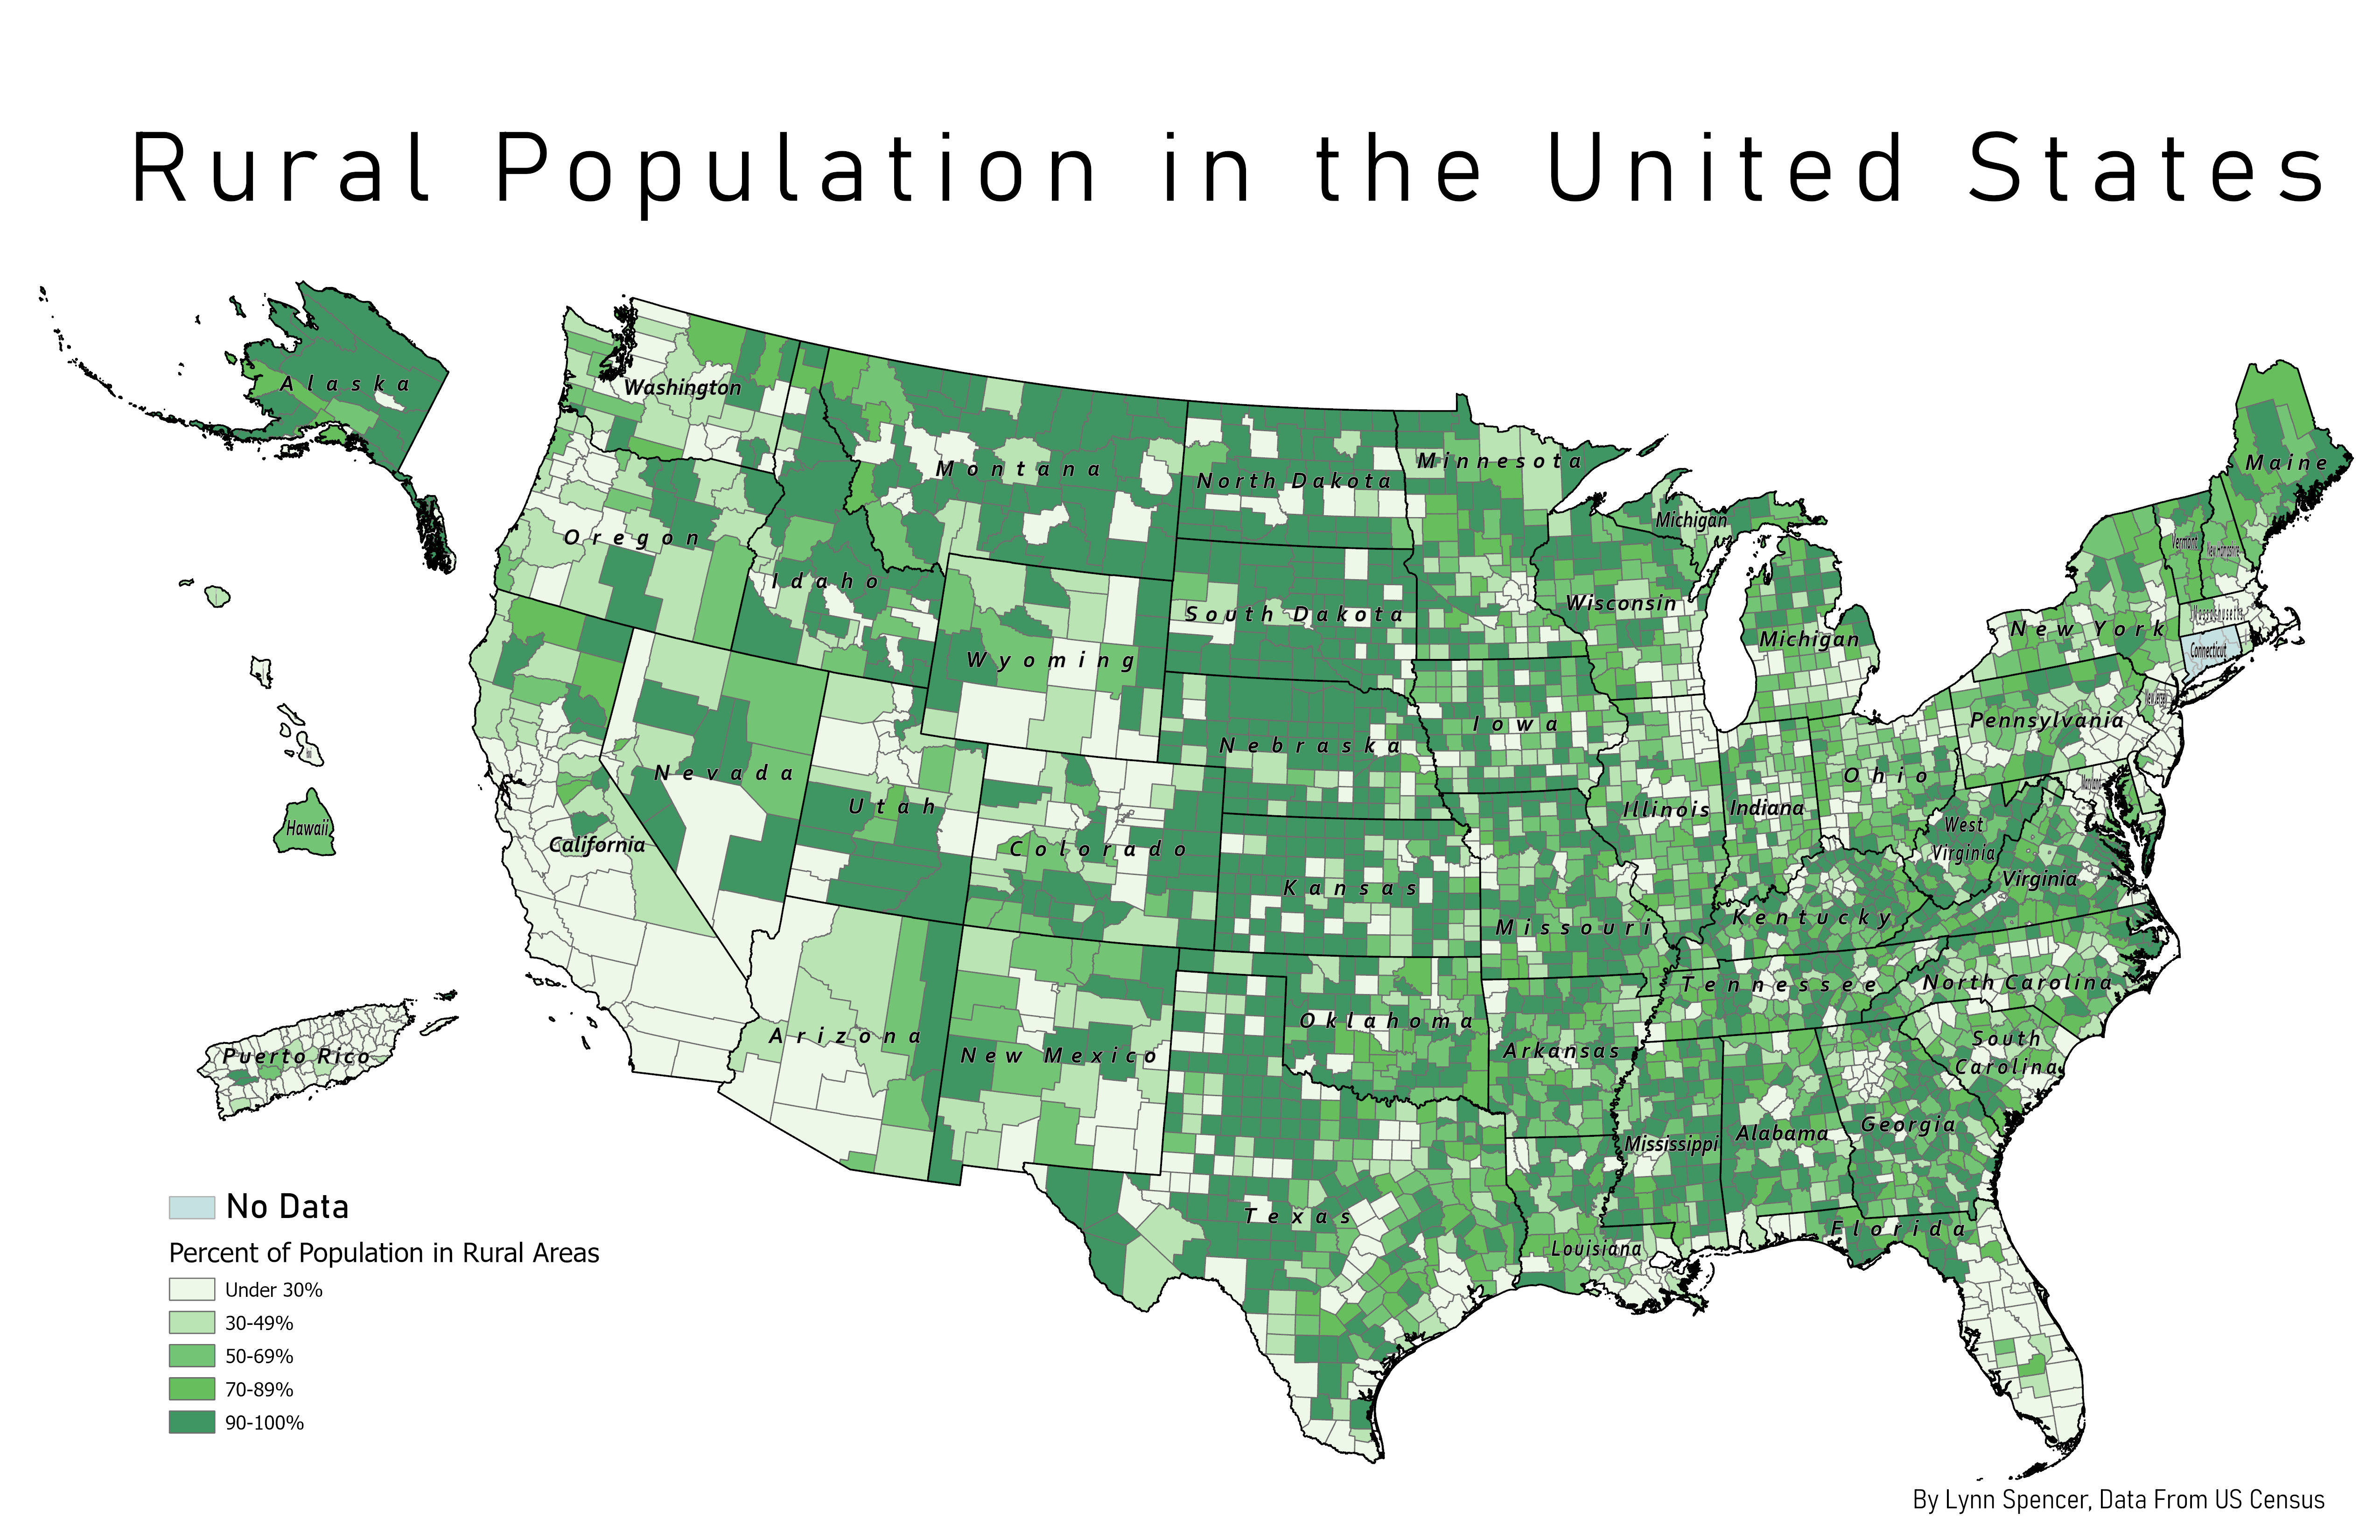 Rural Population in the United States
Alaska
Washington
Montana
North Dakota
Minnesota
Maine
Michigan
Vermont
New Hampshire
Oregon
Idaho
South Dakota
Wisconsin
Michigan
New York
Massachusetts
Connecticut
Wyoming
Iowa
Pennsylvania
New Jersey
Nebraska
Nevada
Utah
Ohio
Maryland
Hawaii
California
Colorado
Kansas
Illinois
Indiana
West
Virginia
Virginia
Missouri
Kentucky
Tennessee
North Carolina
Arizona
New Mexico
Oklahoma
Arkansas
South
Carolina
Puerto Rico
Mississippi
Alabama
Georgia
Texas
Louisiana
Florida
No Data
Percent of Population in Rural Areas
Under 30%
30-49%
50-69%
70-89%
90-100%
By Lynn Spencer, Data From US Census